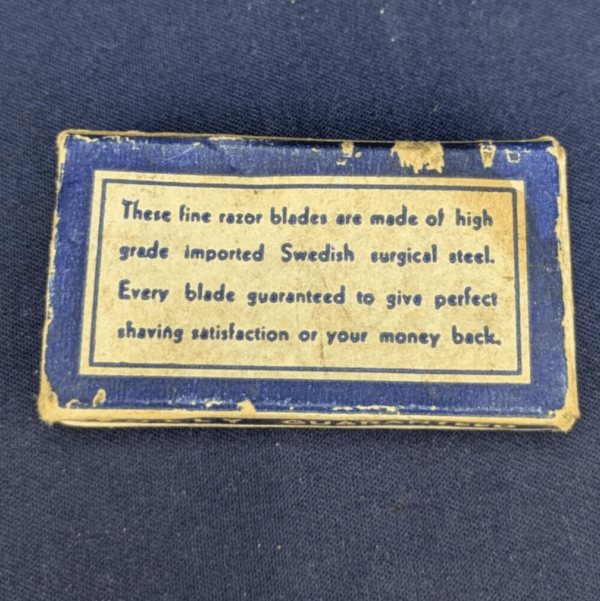 These fine razor blades are made of high
grade imported Swedish surgical steel.
Every blade guaranteed to give perfect
shaving satisfaction or your money back.
GUARANTEED